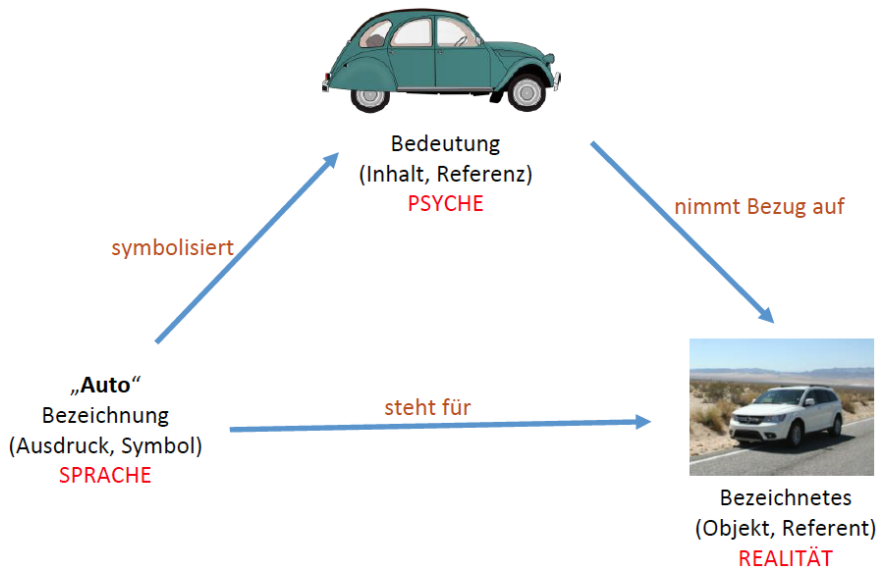 Bedeutung
(Inhalt, Referenz)
PSYCHE
symbolisiert
nimmt Bezug auf
„Auto“
Bezeichnung
(Ausdruck, Symbol)
SPRACHE
steht für
Bezeichnetes
(Objekt, Referent)
REALITÄT